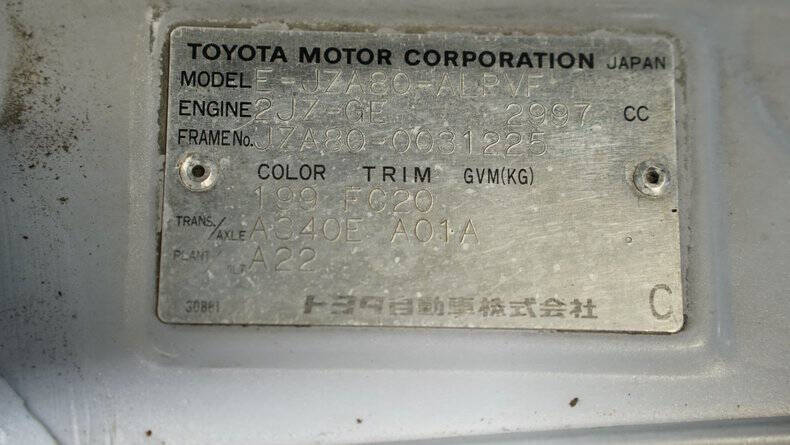 TOYOTA MOTOR CORPORATION JAPAN
MODEL E-JZA80-ALPVF
ENGINE 2JZ-GE 2997 CC
FRAME No. JZA80-0031225
COLOR TRIM GVM(KG)
199 FC20
TRANS./AXLE A340E A01A
PLANT/ A22
30881 トヨタ自動車株式会社 C